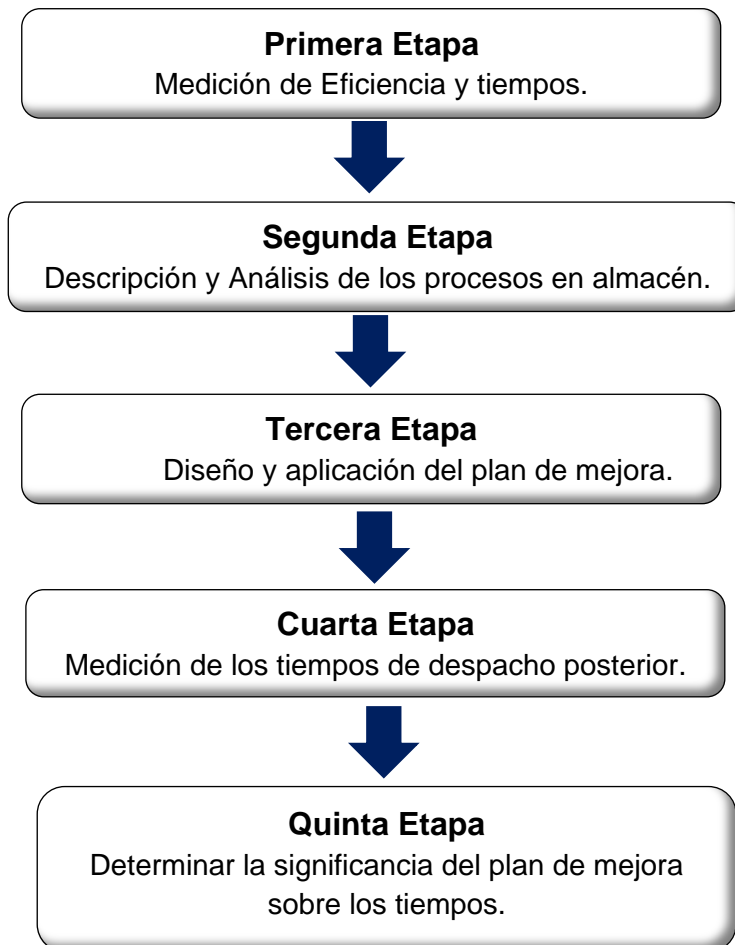 Primera Etapa
Medición de Eficiencia y tiempos.
Segunda Etapa
Descripción y Análisis de los procesos en almacén.
Tercera Etapa
Diseño y aplicación del plan de mejora.
Cuarta Etapa
Medición de los tiempos de despacho posterior.
Quinta Etapa
Determinar la significancia del plan de mejora
sobre los tiempos.